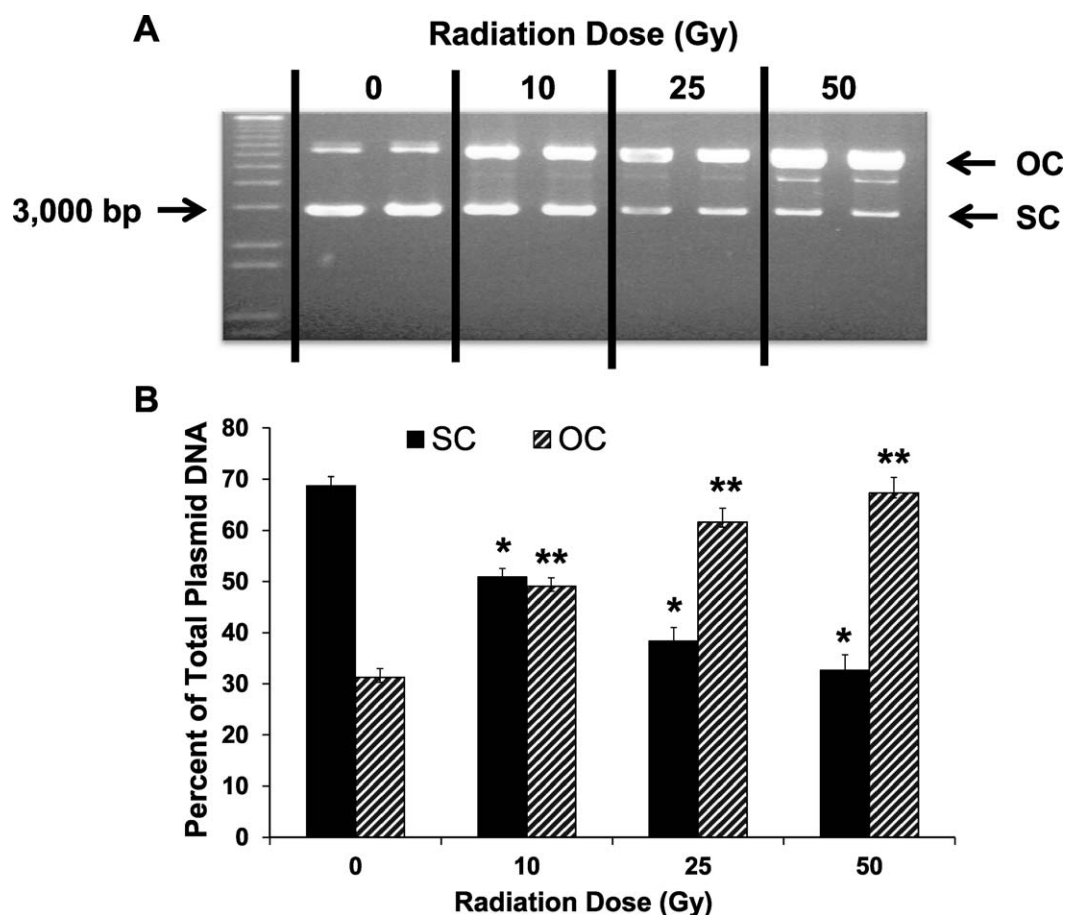 A
Radiation Dose (Gy)
0 10 25 50
OC
3,000 bp
SC
B
80
70
60
50
40
30
20
10
0
Percent of Total Plasmid DNA
SC OC
* ** * ** * **
0 10 25 50
Radiation Dose (Gy)